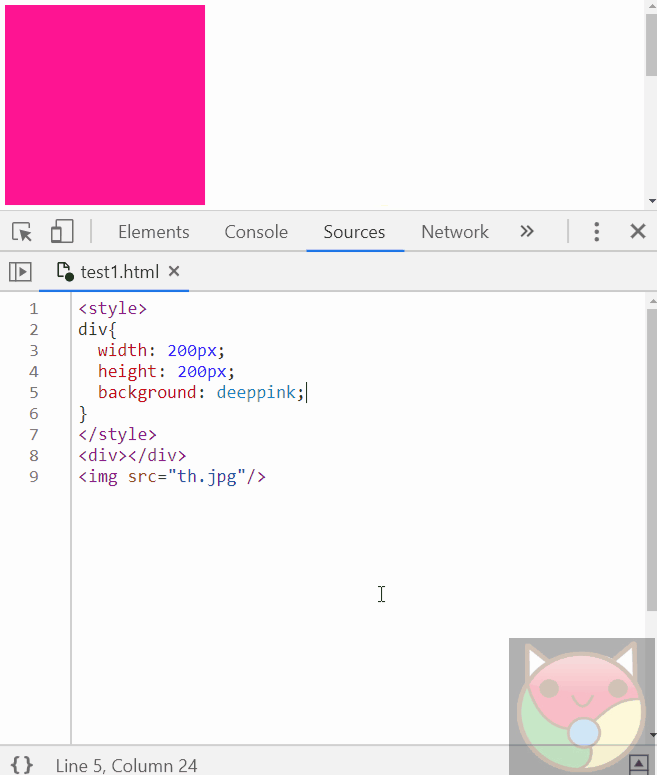 Elements Console Sources Network
test1.html
1 <style>
2 div{
3 width: 200px;
4 height: 200px;
5 background: deeppink;
6 }
7 </style>
8 <div></div>
9 <img src="th.jpg"/>
{} Line 5, Column 24